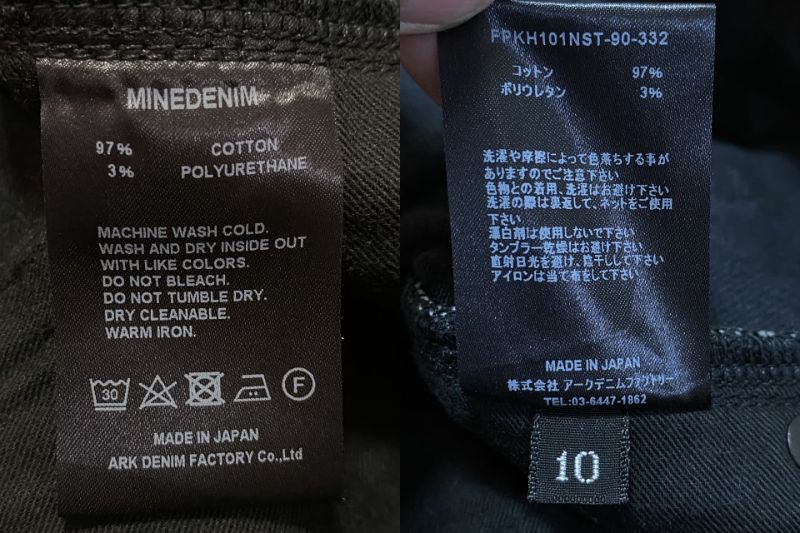 MINEDENIM
97% COTTON
3% POLYURETHANE
MACHINE WASH COLD.
WASH AND DRY INSIDE OUT
WITH LIKE COLORS.
DO NOT BLEACH.
DO NOT TUMBLE DRY.
DRY CLEANABLE.
WARM IRON.
30 F
MADE IN JAPAN
ARK DENIM FACTORY Co.,Ltd
FPKH101NST-90-332
コットン 97%
ポリウレタン 3%
洗濯や摩擦によって色落ちする事が
ありますのでご注意下さい
色物との着用、洗濯はお避け下さい
洗濯の際は裏返して、ネットをご使用
下さい
漂白剤は使用しないで下さい
タンブラー乾燥はお避け下さい
直射日光を避け、陰干しして下さい
アイロンは当て布をして下さい
MADE IN JAPAN
株式会社 アークデニムファクトリー
TEL:03-6447-1862
10